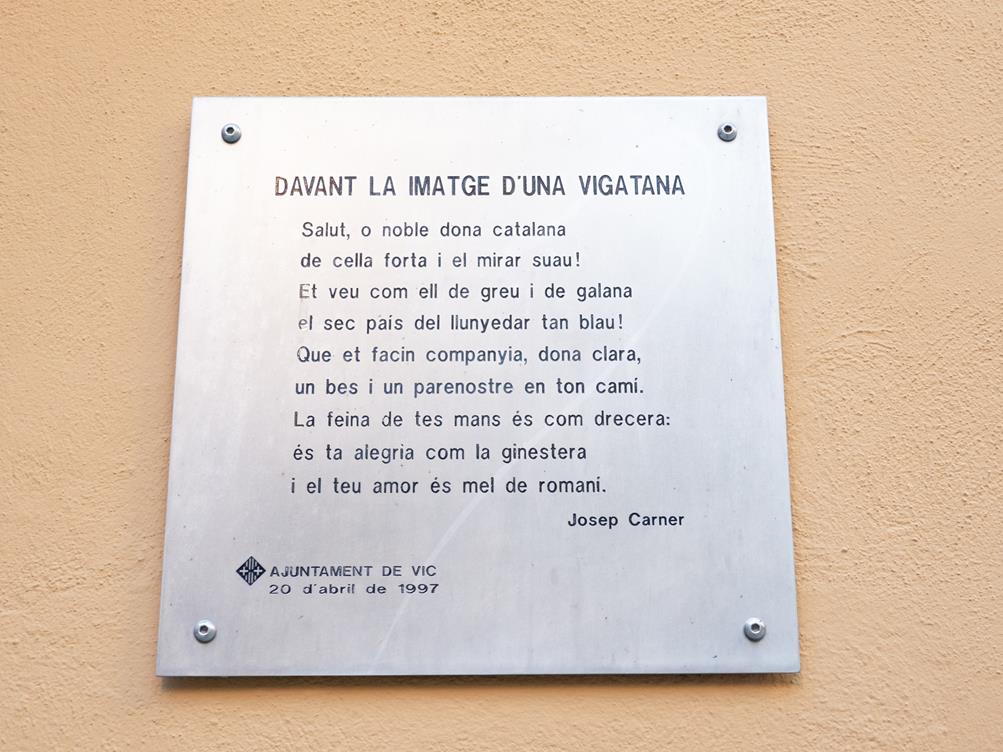 DAVANT LA IMATGE D'UNA VIGATANA
Salut, o noble dona catalana
de cella forta i el mirar suau!
Et veu com ell de greu i de galana
el sec país del llunyedar tan blau!
Que et facin companyia, dona clara,
un bes i un parenostre en ton camí.
La feina de tes mans és com drecera:
és ta alegria com la ginestera
i el teu amor és mel de romaní.
Josep Carner
AJUNTAMENT DE VIC
20 d'abril de 1997